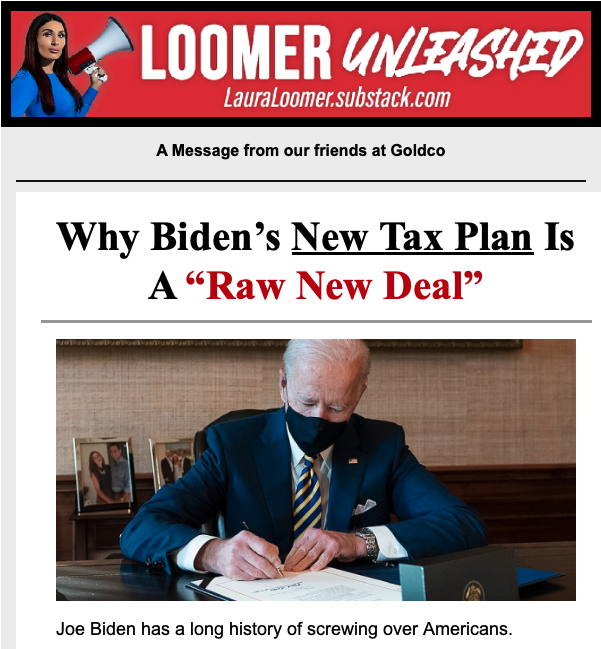 LOOMER UNLEASHED
LauraLoomer.substack.com
A Message from our friends at Goldco
Why Biden’s New Tax Plan Is
A “Raw New Deal”
Joe Biden has a long history of screwing over Americans.